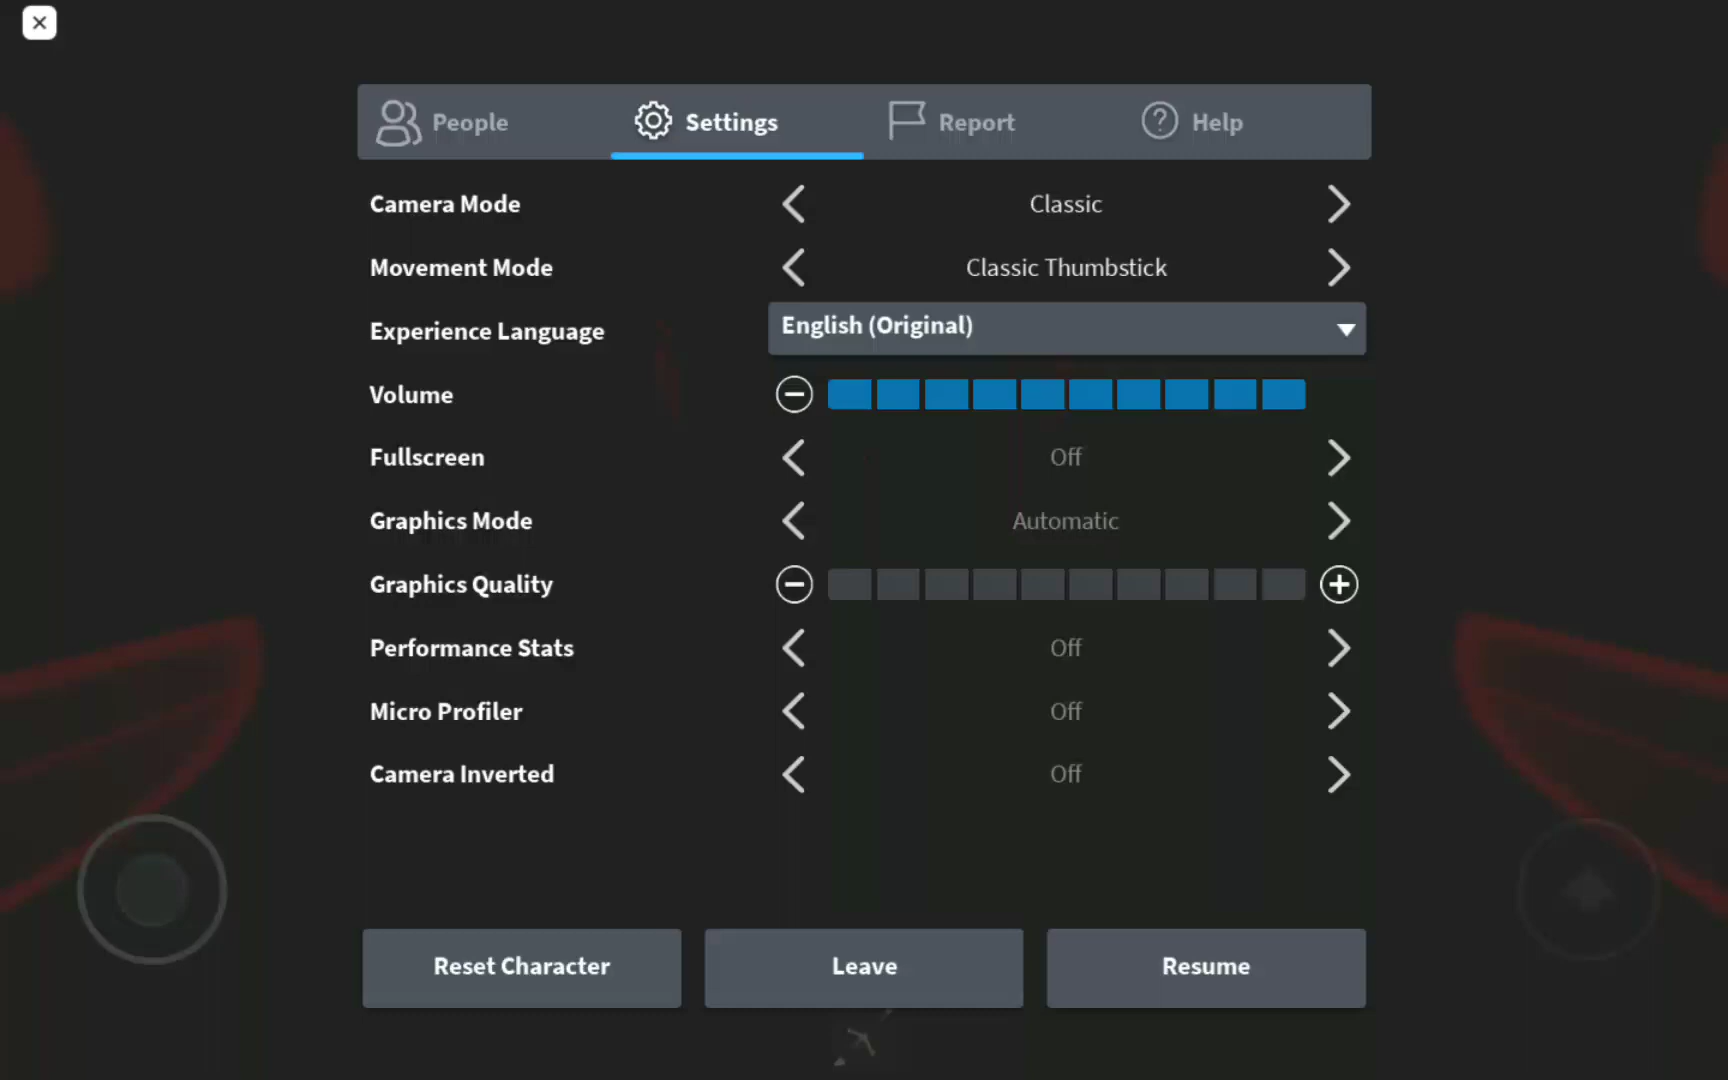 People
Settings
Report
Help
Camera Mode
Classic
Movement Mode
Classic Thumbstick
Experience Language
English (Original)
Volume
Fullscreen
Off
Graphics Mode
Automatic
Graphics Quality
Performance Stats
Off
Micro Profiler
Off
Camera Inverted
Off
Reset Character
Leave
Resume